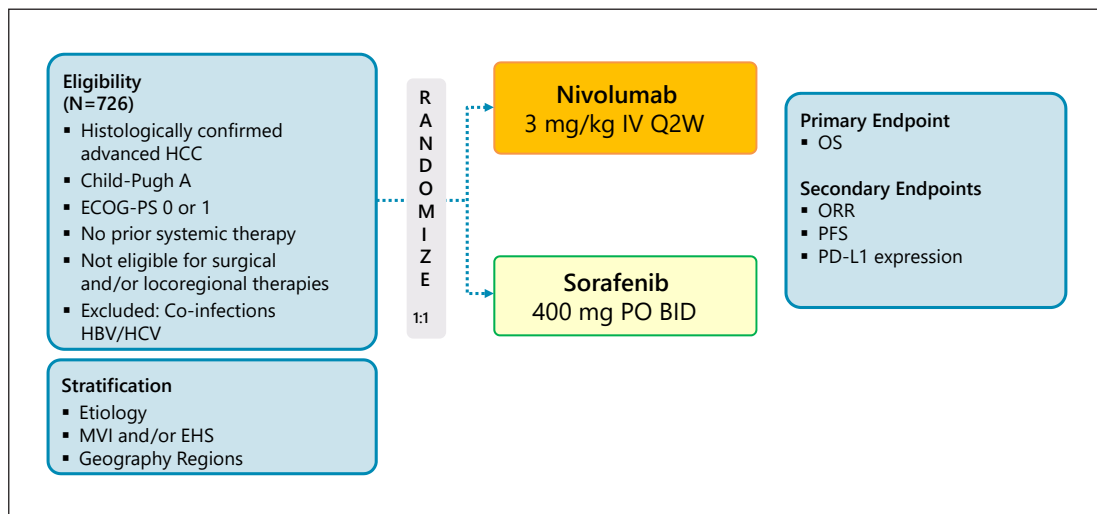 Eligibility
(N=726)
▪ Histologically confirmed
advanced HCC
▪ Child-Pugh A
▪ ECOG-PS 0 or 1
▪ No prior systemic therapy
▪ Not eligible for surgical
and/or locoregional therapies
▪ Excluded: Co-infections
HBV/HCV
Stratification
▪ Etiology
▪ MVI and/or EHS
▪ Geography Regions
R
A
N
D
O
M
I
Z
E
1:1
Nivolumab
3 mg/kg IV Q2W
Sorafenib
400 mg PO BID
Primary Endpoint
▪ OS
Secondary Endpoints
▪ ORR
▪ PFS
▪ PD-L1 expression